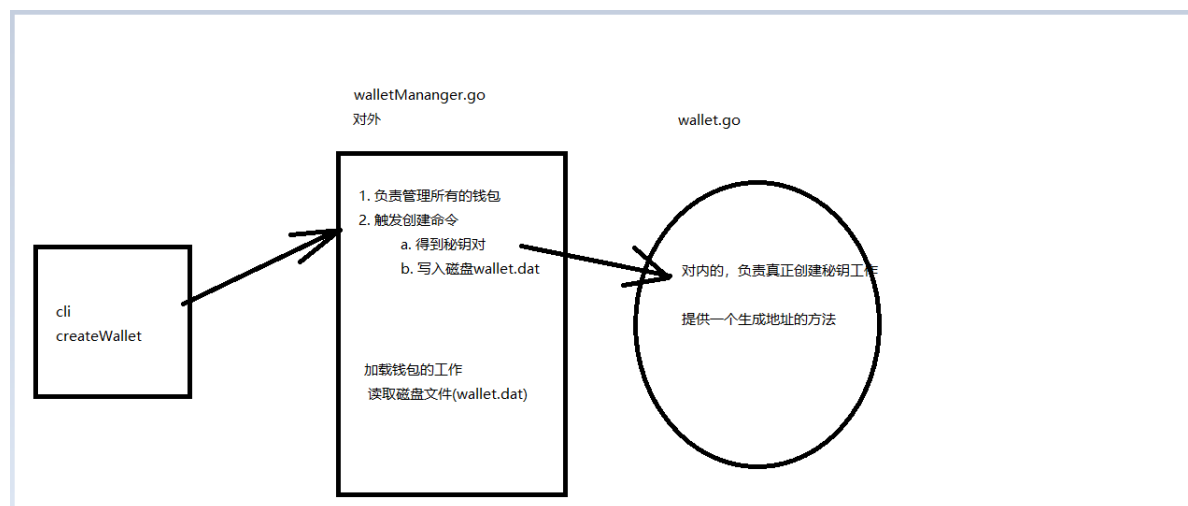 walletMananger.go
对外
wallet.go
1. 负责管理所有的钱包
2. 触发创建命令
a. 得到秘钥对
b. 写入磁盘wallet.dat
加载钱包的工作
读取磁盘文件(wallet.dat)
cli
createWallet
对内的，负责真正创建秘钥工作
提供一个生成地址的方法